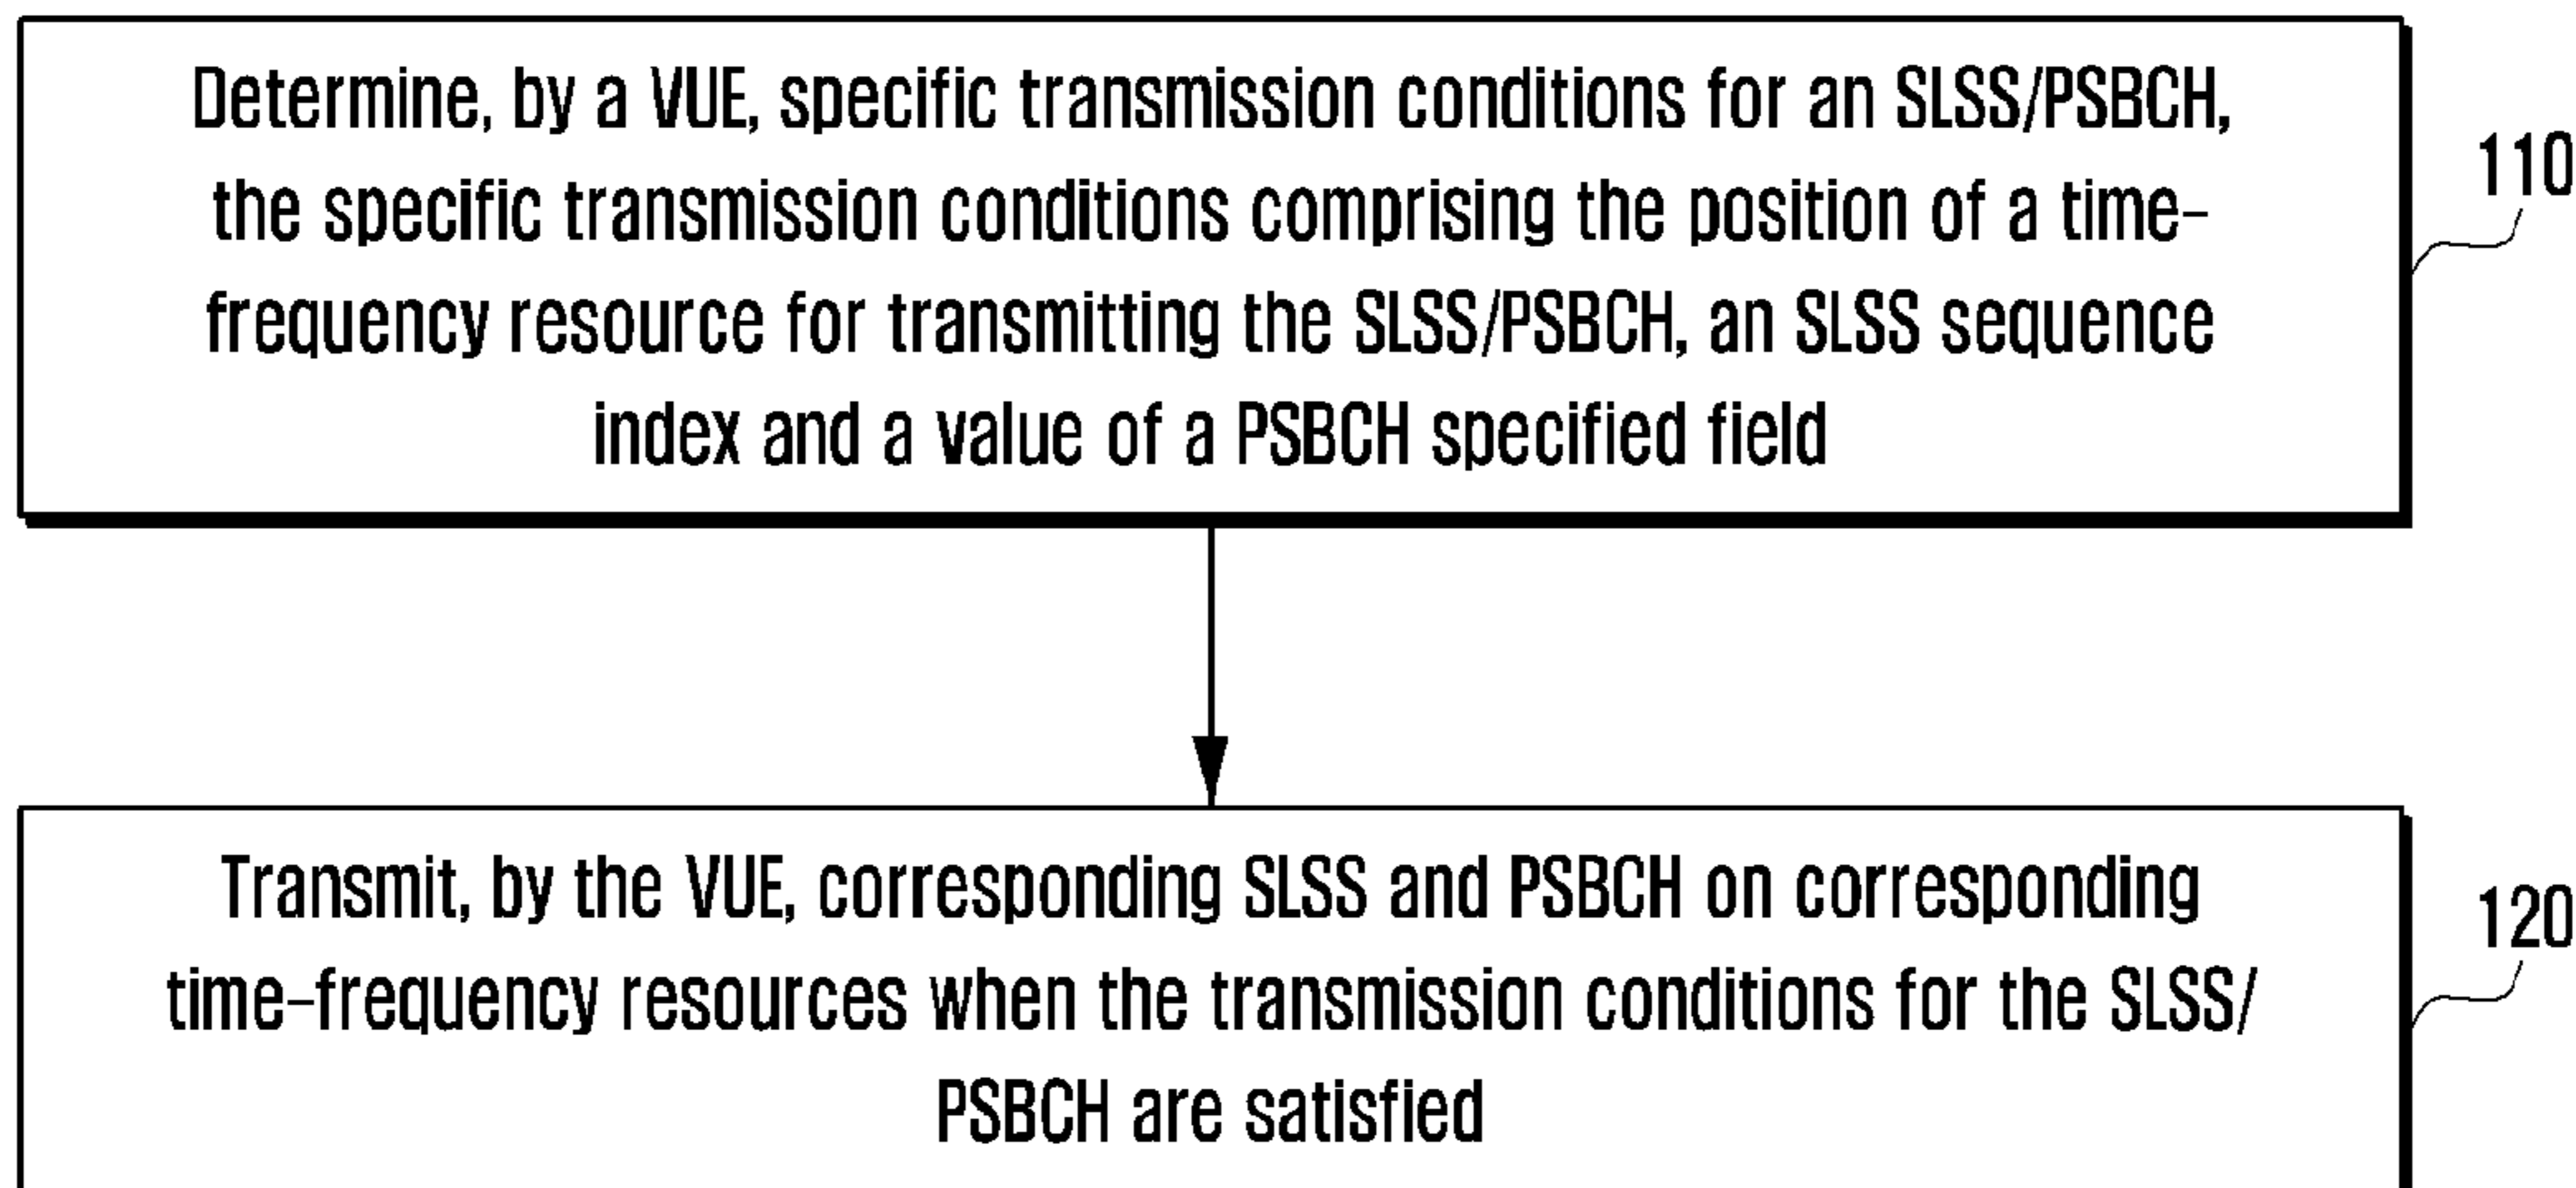 Determine, by a VUE, specific transmission conditions for an SLSS/PSBCH,
the specific transmission conditions comprising the position of a time-
frequency resource for transmitting the SLSS/PSBCH, an SLSS sequence
index and a value of a PSBCH specified field
110
Transmit, by the VUE, corresponding SLSS and PSBCH on corresponding
time-frequency resources when the transmission conditions for the SLSS/
PSBCH are satisfied
120